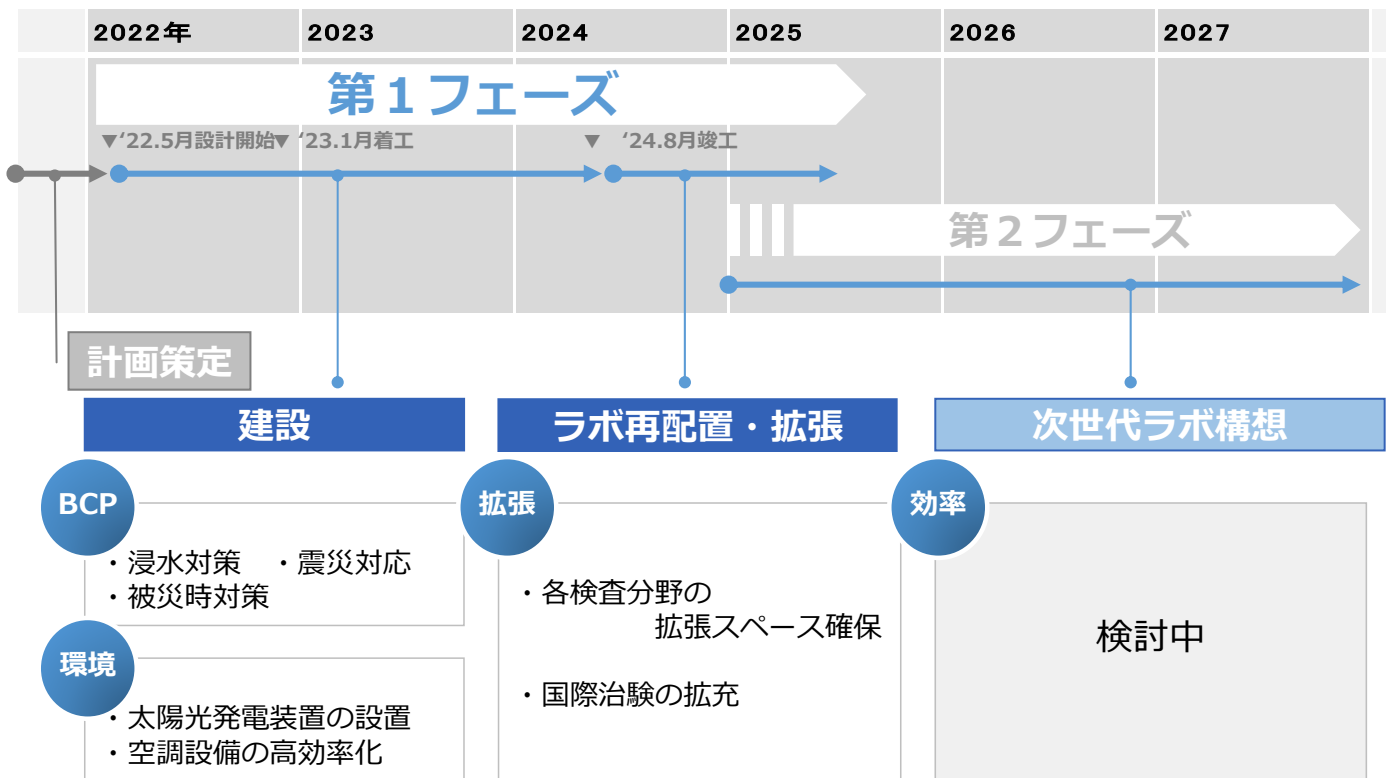 2022年 2023 2024 2025 2026 2027
第１フェーズ
▼‘22.5月設計開始▼ ‘23.1月着工 ▼ ‘24.8月竣工
第２フェーズ
計画策定
建設
ラボ再配置・拡張
次世代ラボ構想
BCP
・浸水対策 ・震災対応
・被災時対策
環境
・太陽光発電装置の設置
・空調設備の高効率化
拡張
・各検査分野の
拡張スペース確保
・国際治験の拡充
効率
検討中